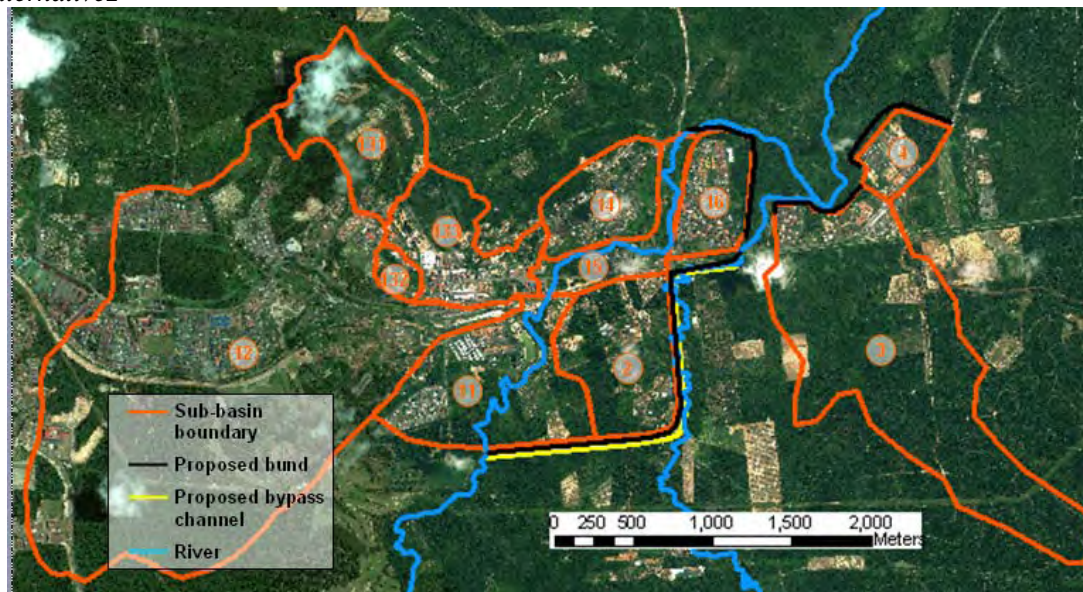 131
4
14
16
133
15
132
12
2
3
11
Sub-basin
boundary
Proposed bund
Proposed bypass
channel
River
0 250 500 1,000 1,500 2,000
Meters